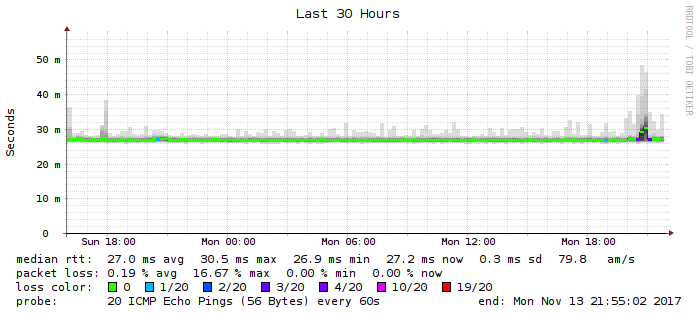 Last 30 Hours
RRDTOOL / TOBI OETIKER
Seconds
50 m
40 m
30 m
20 m
10 m
0
Sun 18:00 Mon 00:00 Mon 06:00 Mon 12:00 Mon 18:00
median rtt: 27.0 ms avg 30.5 ms max 26.9 ms min 27.2 ms now 0.3 ms sd 79.8 am/s
packet loss: 0.19 % avg 16.67 % max 0.00 % min 0.00 % now
loss color: 0 1/20 2/20 3/20 4/20 10/20 19/20
probe: 20 ICMP Echo Pings (56 Bytes) every 60s end: Mon Nov 13 21:55:02 2017